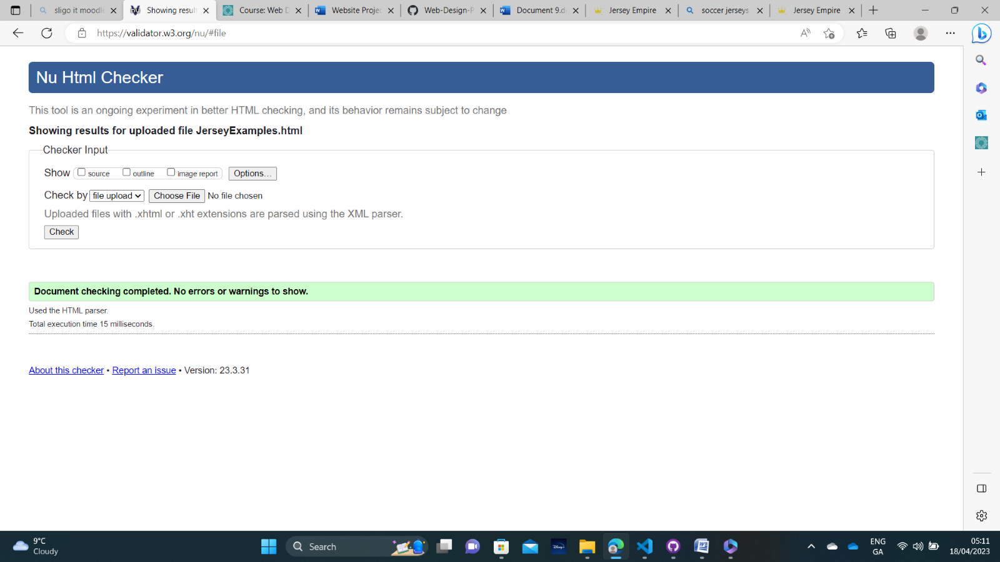 sligo it moodl
Showing result
Course: Web D
Website Projec
Web-Design-P
Document 9.d
Jersey Empire
soccer jerseys
Jersey Empire
https://validator.w3.org/nu/#file
Nu Html Checker
This tool is an ongoing experiment in better HTML checking, and its behavior remains subject to change
Showing results for uploaded file JerseyExamples.html
Checker Input
Show source outline image report Options...
Check by file upload Choose File No file chosen
Uploaded files with .xhtml or .xht extensions are parsed using the XML parser.
Check
Document checking completed. No errors or warnings to show.
Used the HTML parser.
Total execution time 15 milliseconds.
About this checker • Report an issue • Version: 23.3.31
9°C
Cloudy
Search
Disney+
ENG
GA
05:11
18/04/2023